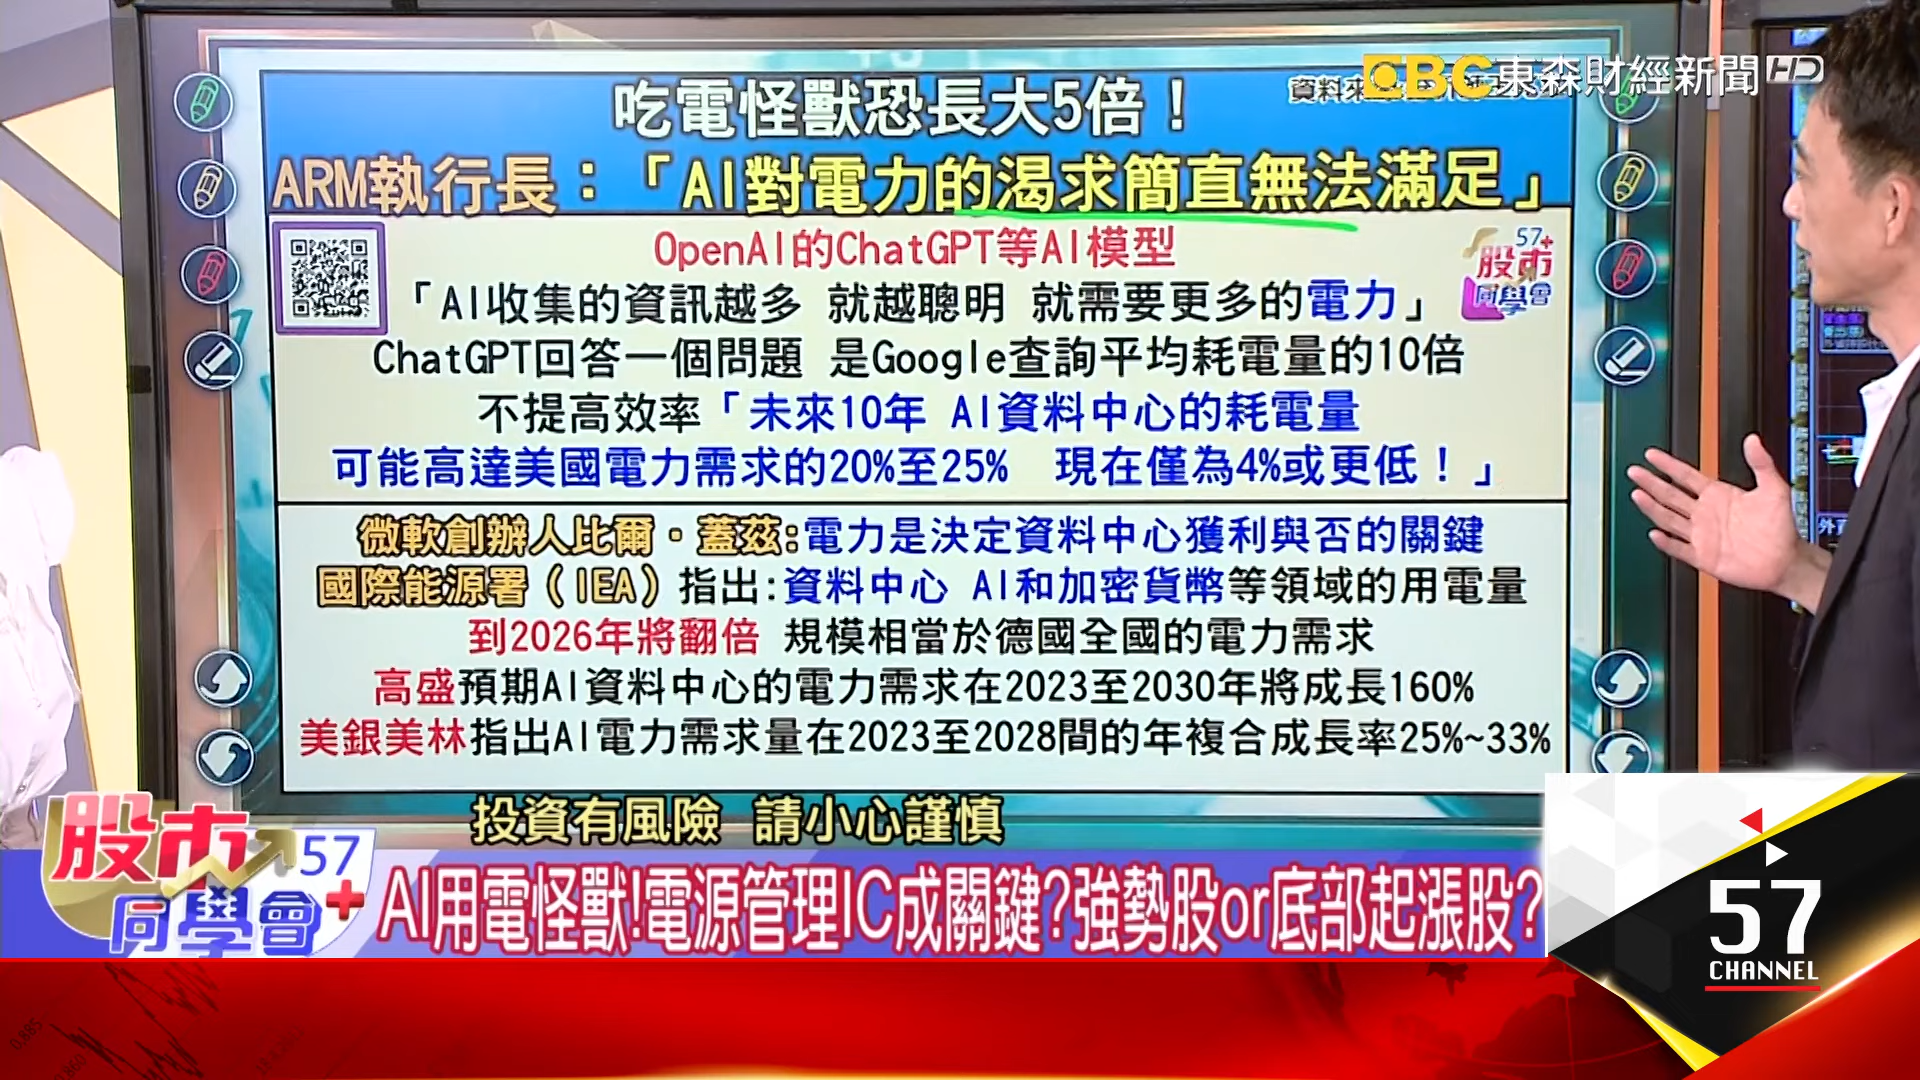 吃電怪獸恐長大5倍！
資料來
EBC東森財經新聞HD
ARM執行長：「AI對電力的渴求簡直無法滿足」
OpenAI的ChatGPT等AI模型
57+
股市
同學會
「AI收集的資訊越多 就越聰明 就需要更多的電力」
ChatGPT回答一個問題 是Google查詢平均耗電量的10倍
不提高效率「未來10年 AI資料中心的耗電量
可能高達美國電力需求的20%至25% 現在僅為4%或更低！」
微軟創辦人比爾·蓋茲:電力是決定資料中心獲利與否的關鍵
國際能源署（IEA）指出:資料中心 AI和加密貨幣等領域的用電量
到2026年將翻倍 規模相當於德國全國的電力需求
高盛預期AI資料中心的電力需求在2023至2030年將成長160%
美銀美林指出AI電力需求量在2023至2028間的年複合成長率25%~33%
投資有風險 請小心謹慎
股市 57
同學會+
AI用電怪獸!電源管理IC成關鍵?強勢股or底部起漲股?
57
CHANNEL
0.885
0.860